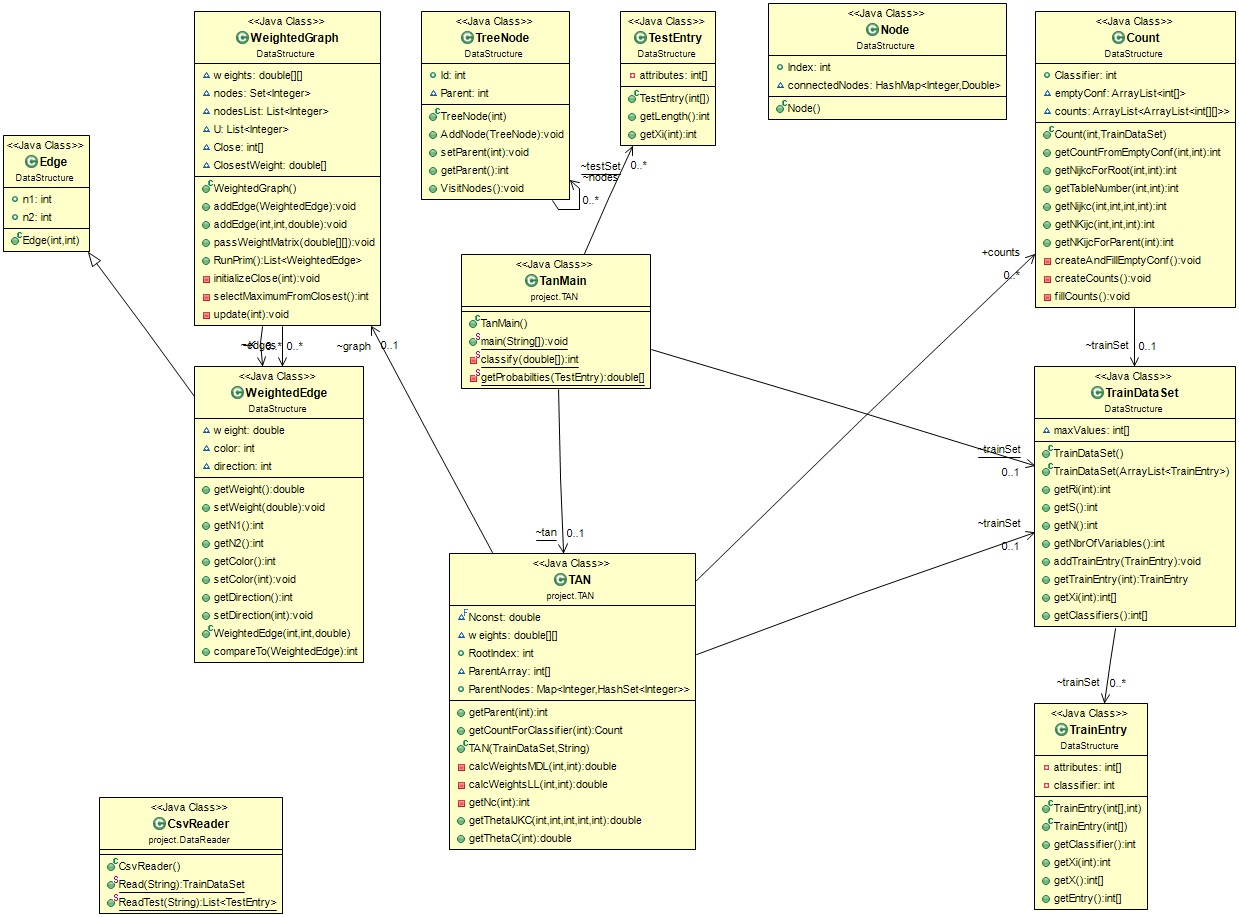 <<Java Class>>
WeightedGraph
DataStructure
weights: double[][]
nodes: Set<Integer>
nodesList: List<Integer>
U: List<Integer>
Close: int[]
ClosestWeight: double[]
WeightedGraph()
addEdge(WeightedEdge):void
addEdge(int,int,double):void
passWeightMatrix(double[][]):void
RunPrim():List<WeightedEdge>
initializeClose(int):void
selectMaximumFromClosest():int
update(int):void
<<Java Class>>
TreeNode
DataStructure
Id: int
Parent: int
TreeNode(int)
AddNode(TreeNode):void
setParent(int):void
getParent():int
VisitNodes():void
<<Java Class>>
TestEntry
DataStructure
attributes: int[]
TestEntry(int[])
getLength():int
getXi(int):int
<<Java Class>>
Node
DataStructure
Index: int
connectedNodes: HashMap<Integer,Double>
Node()
<<Java Class>>
Count
DataStructure
Classifier: int
emptyConf: ArrayList<int[]>
counts: ArrayList<ArrayList<int[][]>>
Count(int,TrainDataSet)
getCountFromEmptyConf(int,int):int
getNijkcForRoot(int,int):int
getTableNumber(int,int):int
getNijkc(int,int,int,int):int
getNKijc(int,int,int):int
getNKijcForParent(int):int
createAndFillEmptyConf():void
createCounts():void
fillCounts():void
<<Java Class>>
Edge
DataStructure
n1: int
n2: int
Edge(int,int)
~testSet
~nodes
0..*
0..*
<<Java Class>>
TanMain
project.TAN
TanMain()
main(String[]):void
classify(double[]):int
getProbabilties(TestEntry):double[]
+counts
0..*
~edges
0..*
0..*
~graph
0..1
~trainSet
0..1
<<Java Class>>
WeightedEdge
DataStructure
weight: double
color: int
direction: int
getWeight():double
setWeight(double):void
getN1():int
getN2():int
getColor():int
setColor(int):void
getDirection():int
setDirection(int):void
WeightedEdge(int,int,double)
compareTo(WeightedEdge):int
<<Java Class>>
TrainDataSet
DataStructure
maxValues: int[]
TrainDataSet()
TrainDataSet(ArrayList<TrainEntry>)
getRi(int):int
getS():int
getN():int
getNbrOfVariables():int
addTrainEntry(TrainEntry):void
getTrainEntry(int):TrainEntry
getXi(int):int[]
getClassifiers():int[]
~trainSet
0..1
~trainSet
0..1
~tan
0..1
<<Java Class>>
TAN
project.TAN
Nconst: double
weights: double[][]
RootIndex: int
ParentArray: int[]
ParentNodes: Map<Integer,HashSet<Integer>>
getParent(int):int
getCountForClassifier(int):Count
TAN(TrainDataSet,String)
calcWeightsMDL(int,int):double
calcWeightsLL(int,int):double
getNc(int):int
getThetaIJKC(int,int,int,int,int):double
getThetaC(int):double
~trainSet
0..*
<<Java Class>>
TrainEntry
DataStructure
attributes: int[]
classifier: int
TrainEntry(int[],int)
TrainEntry(int[])
getClassifier():int
getXi(int):int
getX():int[]
getEntry():int[]
<<Java Class>>
CsvReader
project.DataReader
CsvReader()
Read(String):TrainDataSet
ReadTest(String):List<TestEntry>